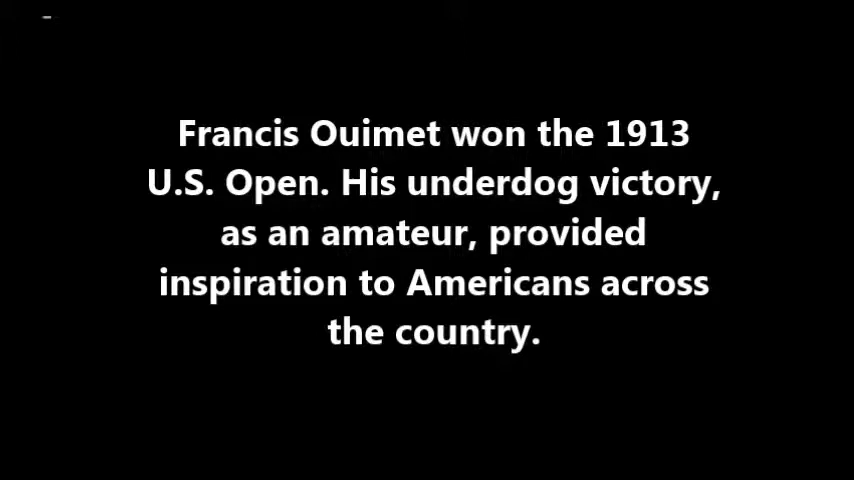 Francis Ouimet won the 1913
U.S. Open. His underdog victory,
as an amateur, provided
inspiration to Americans across
the country.